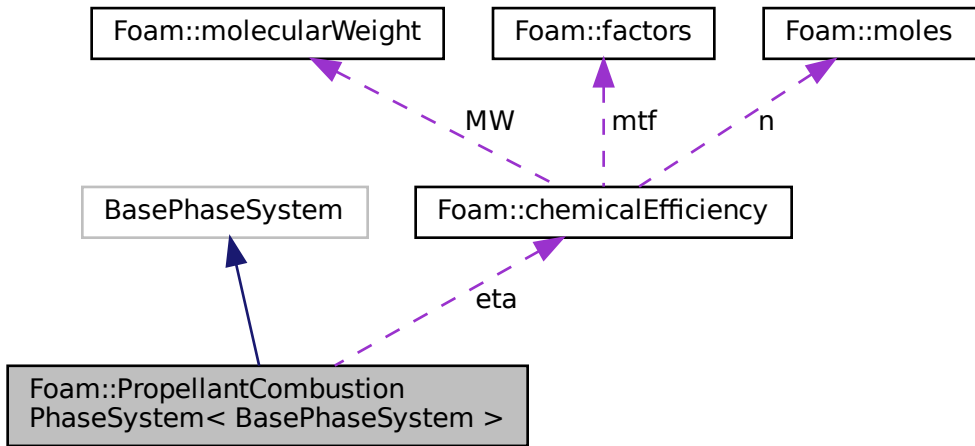 Foam::molecularWeight
Foam::factors
Foam::moles
MW
mtf
n
BasePhaseSystem
Foam::chemicalEfficiency
eta
Foam::PropellantCombustion
PhaseSystem< BasePhaseSystem >